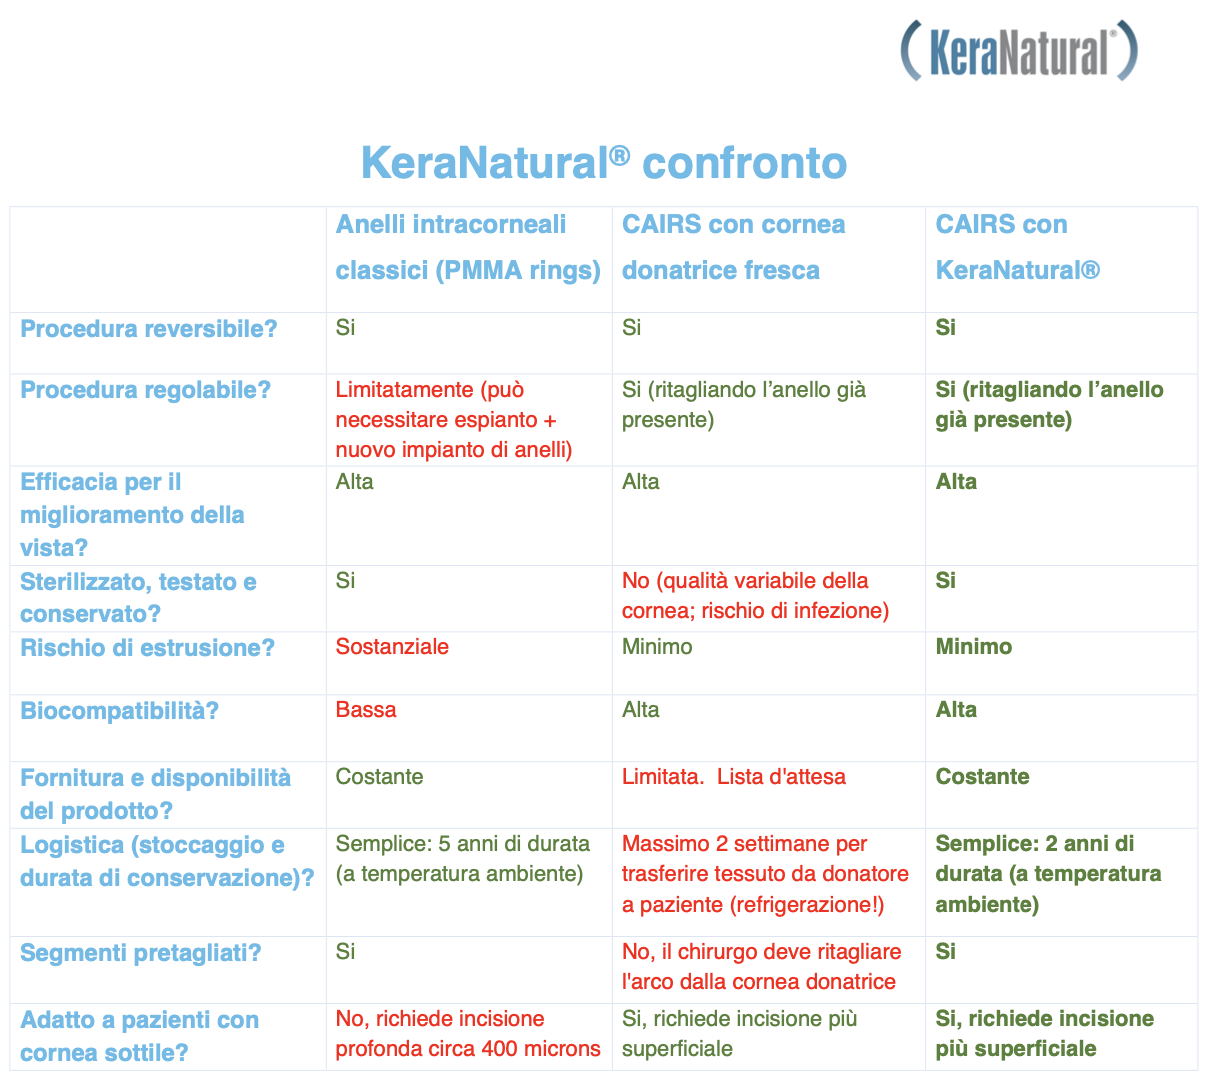 (KeraNatural®)
KeraNatural® confronto
Anelli intracorneali
classici (PMMA rings)
CAIRS con cornea
donatrice fresca
CAIRS con
KeraNatural®
Procedura reversibile?
Si
Si
Si
Procedura regolabile?
Limitatamente (può
necessitare espianto +
nuovo impianto di anelli)
Si (ritagliando l’anello già
presente)
Si (ritagliando l’anello
già presente)
Efficacia per il
miglioramento della
vista?
Alta
Alta
Alta
Sterilizzato, testato e
conservato?
Si
No (qualità variabile della
cornea; rischio di infezione)
Si
Rischio di estrusione?
Sostanziale
Minimo
Minimo
Biocompatibilità?
Bassa
Alta
Alta
Fornitura e disponibilità
del prodotto?
Costante
Limitata.  Lista d'attesa
Costante
Logistica (stoccaggio e
durata di conservazione)?
Semplice: 5 anni di durata
(a temperatura ambiente)
Massimo 2 settimane per
trasferire tessuto da donatore
a paziente (refrigerazione!)
Semplice: 2 anni di
durata (a temperatura
ambiente)
Segmenti pretagliati?
Si
No, il chirurgo deve ritagliare
l'arco dalla cornea donatrice
Si
Adatto a pazienti con
cornea sottile?
No, richiede incisione
profonda circa 400 microns
Si, richiede incisione più
superficiale
Si, richiede incisione
più superficiale